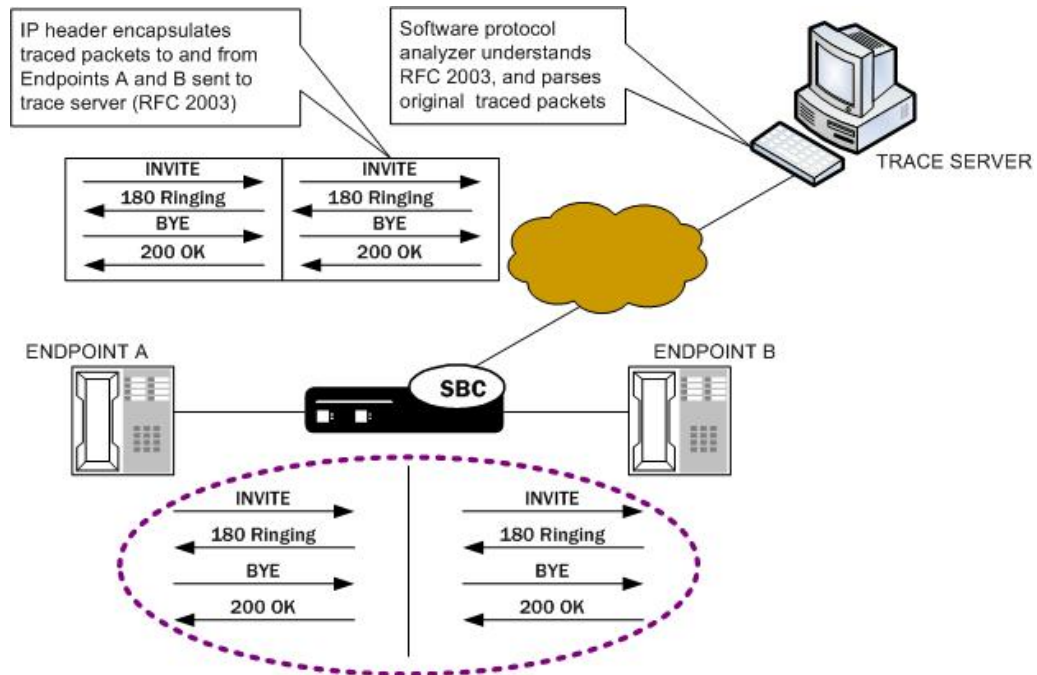 IP header encapsulates
traced packets to and from
Endpoints A and B sent to
trace server (RFC 2003)
Software protocol
analyzer understands
RFC 2003, and parses
original traced packets
TRACE SERVER
INVITE
180 Ringing
BYE
200 OK
INVITE
180 Ringing
BYE
200 OK
ENDPOINT A
SBC
ENDPOINT B
INVITE
180 Ringing
BYE
200 OK
INVITE
180 Ringing
BYE
200 OK